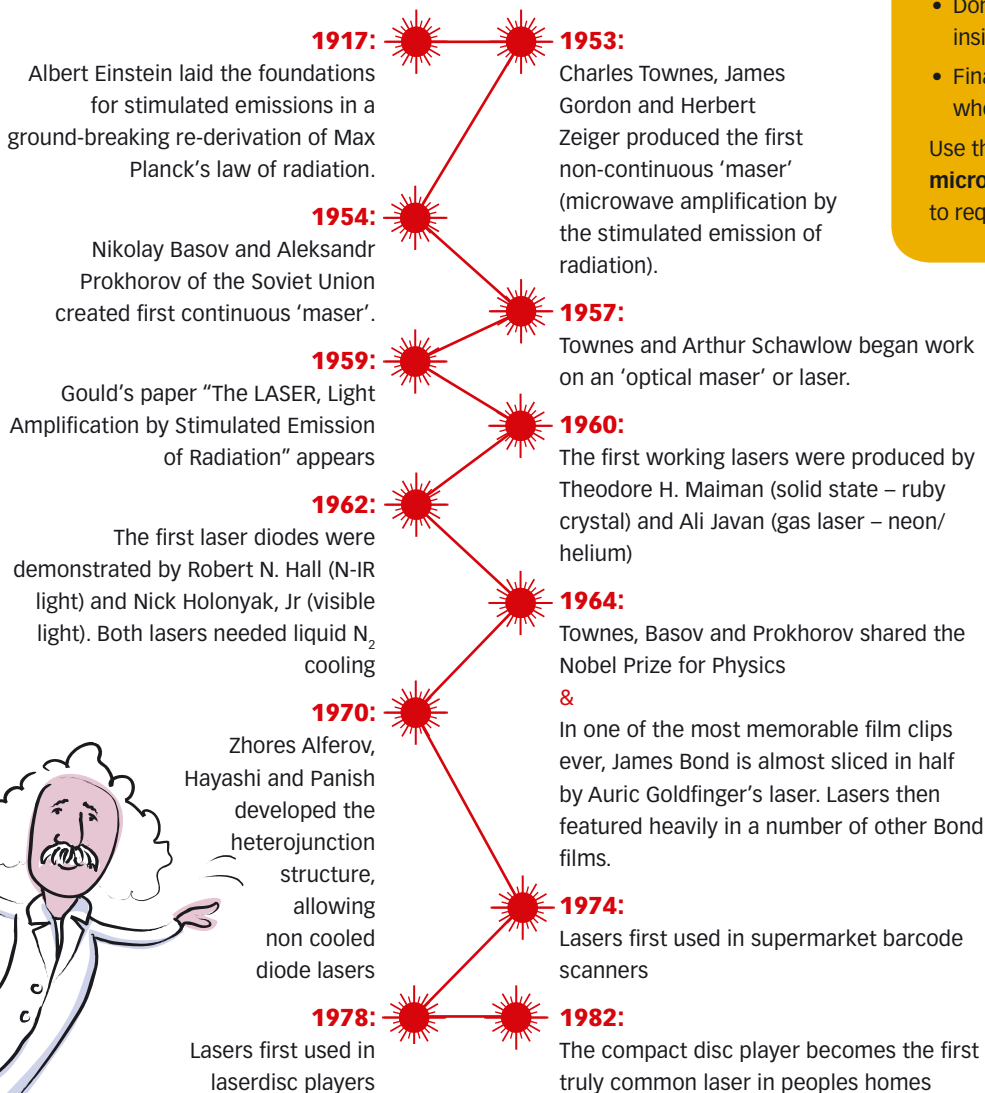 1917:
Albert Einstein laid the foundations
for stimulated emissions in a
ground-breaking re-derivation of Max
Planck’s law of radiation.
1953:
Charles Townes, James
Gordon and Herbert
Zeiger produced the first
non-continuous ‘maser’
(microwave amplification by
the stimulated emission of
radiation).
1954:
Nikolay Basov and Aleksandr
Prokhorov of the Soviet Union
created first continuous ‘maser’.
1957:
Townes and Arthur Schawlow began work
on an ‘optical maser’ or laser.
1959:
Gould’s paper “The LASER, Light
Amplification by Stimulated Emission
of Radiation” appears
1960:
The first working lasers were produced by
Theodore H. Maiman (solid state – ruby
crystal) and Ali Javan (gas laser – neon/
helium)
1962:
The first laser diodes were
demonstrated by Robert N. Hall (N-IR
light) and Nick Holonyak, Jr (visible
light). Both lasers needed liquid N₂
cooling
1964:
Townes, Basov and Prokhorov shared the
Nobel Prize for Physics
&
In one of the most memorable film clips
ever, James Bond is almost sliced in half
by Auric Goldfinger’s laser. Lasers then
featured heavily in a number of other Bond
films.
1970:
Zhores Alferov,
Hayashi and Panish
developed the
heterojunction
structure,
allowing
non cooled
diode lasers
1974:
Lasers first used in supermarket barcode
scanners
1978:
Lasers first used in
laserdisc players
1982:
The compact disc player becomes the first
truly common laser in peoples homes
Use
to